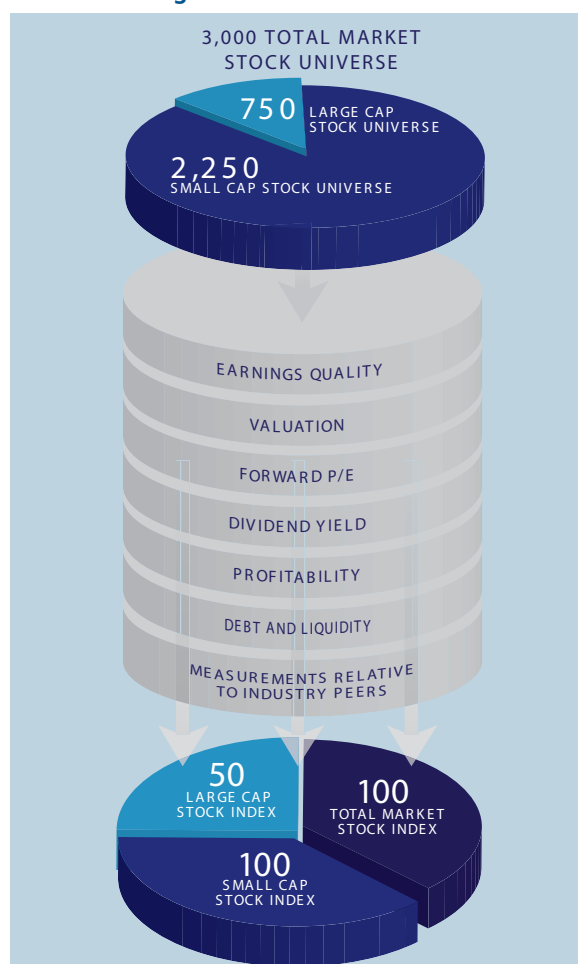 3,000 TOTAL MARKET
STOCK UNIVERSE
750
LARGE CAP
STOCK UNIVERSE
2,250
SMALL CAP STOCK UNIVERSE
EARNINGS QUALITY
VALUATION
FORWARD P/E
DIVIDEND YIELD
PROFITABILITY
DEBT AND LIQUIDITY
MEASUREMENTS RELATIVE
TO INDUSTRY PEERS
50
LARGE CAP
STOCK INDEX
100
TOTAL MARKET
STOCK INDEX
100
SMALL CAP
STOCK INDEX